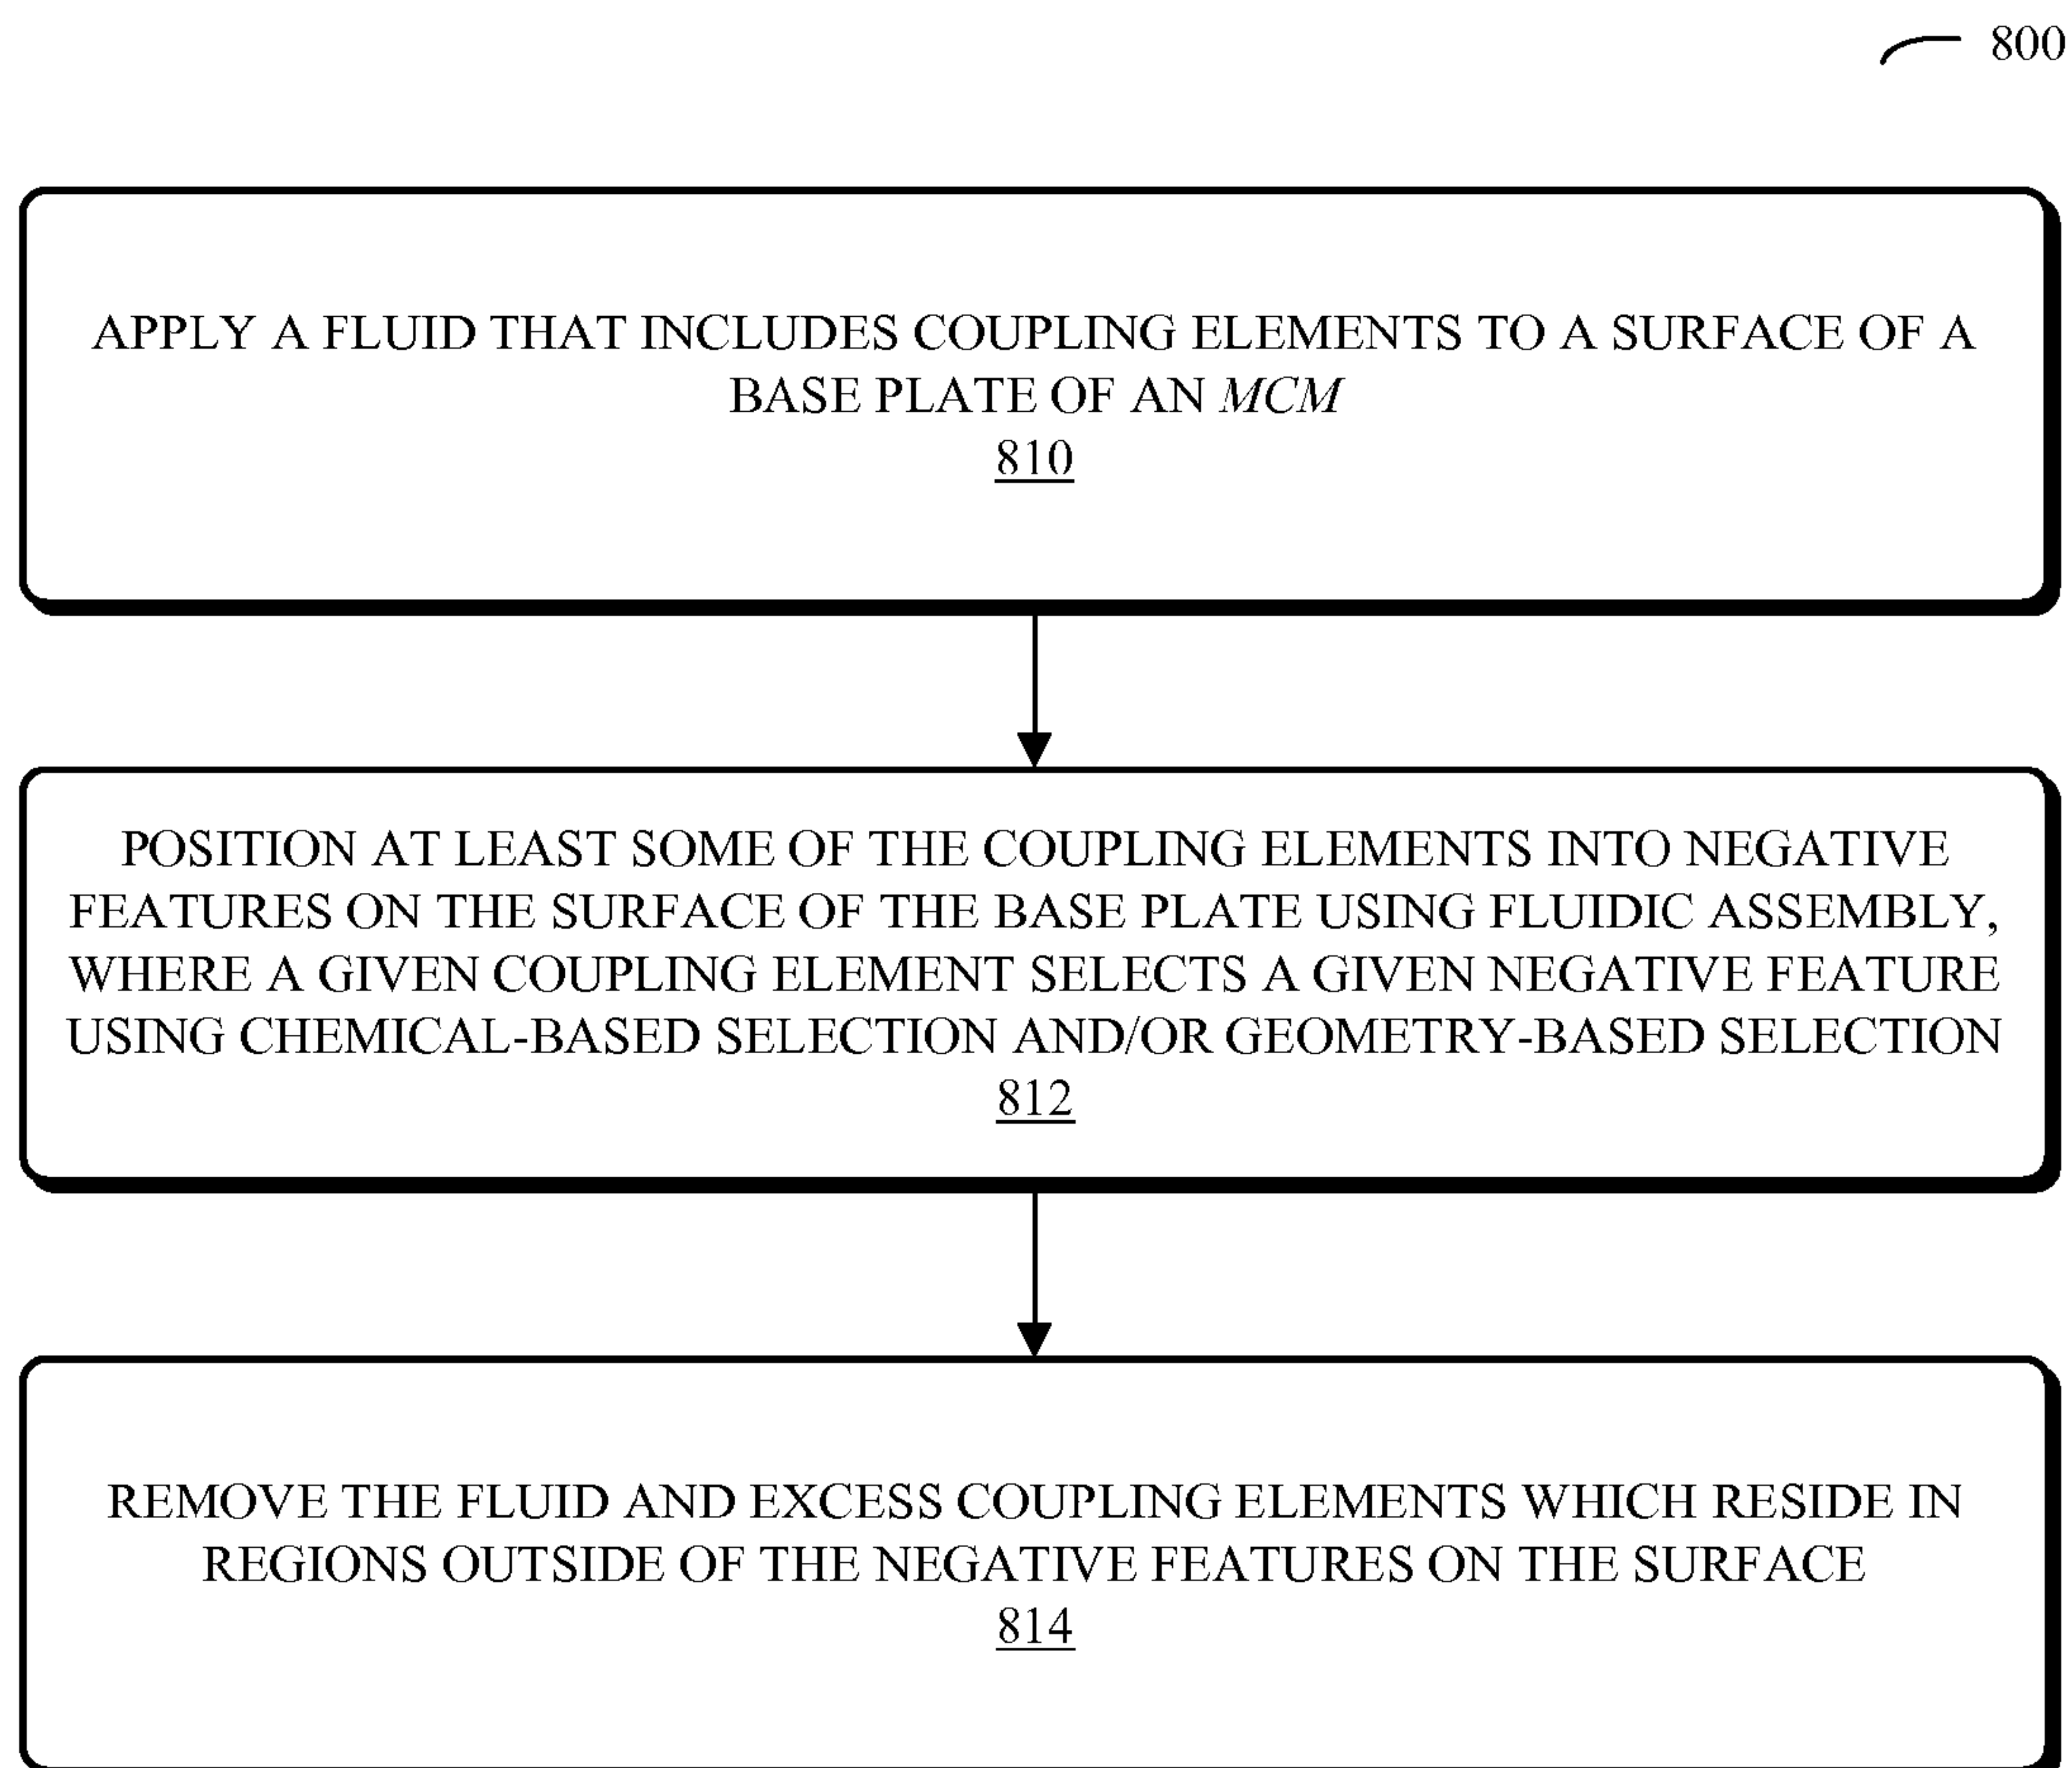 800
APPLY A FLUID THAT INCLUDES COUPLING ELEMENTS TO A SURFACE OF A
BASE PLATE OF AN MCM
810
POSITION AT LEAST SOME OF THE COUPLING ELEMENTS INTO NEGATIVE
FEATURES ON THE SURFACE OF THE BASE PLATE USING FLUIDIC ASSEMBLY,
WHERE A GIVEN COUPLING ELEMENT SELECTS A GIVEN NEGATIVE FEATURE
USING CHEMICAL-BASED SELECTION AND/OR GEOMETRY-BASED SELECTION
812
REMOVE THE FLUID AND EXCESS COUPLING ELEMENTS WHICH RESIDE IN
REGIONS OUTSIDE OF THE NEGATIVE FEATURES ON THE SURFACE
814